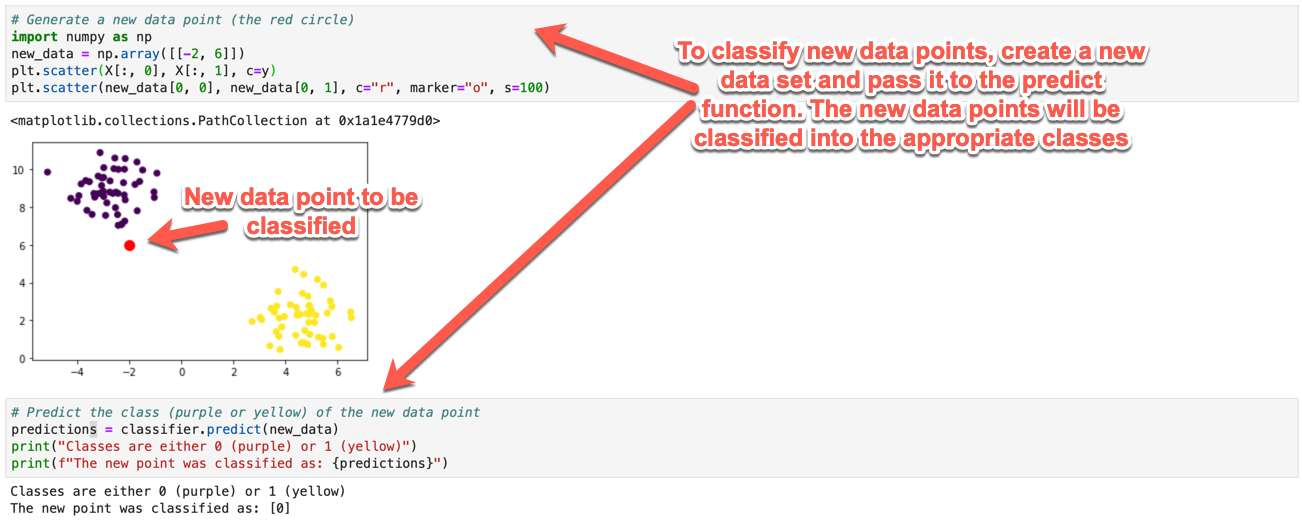 # Generate a new data point (the red circle)
import numpy as np
new_data = np.array([[-2, 6]])
plt.scatter(X[:, 0], X[:, 1], c=y)
plt.scatter(new_data[0, 0], new_data[0, 1], c="r", marker="o", s=100)
To classify new data points, create a new
data set and pass it to the predict
function. The new data points will be
classified into the appropriate classes
<matplotlib.collections.PathCollection at 0x1a1e4779d0>
10
8
6
4
2
0
-4 -2 0 2 4 6
New data point to be
classified
# Predict the class (purple or yellow) of the new data point
predictions = classifier.predict(new_data)
print("Classes are either 0 (purple) or 1 (yellow)")
print(f"The new point was classified as: {predictions}")
Classes are either 0 (purple) or 1 (yellow)
The new point was classified as: [0]